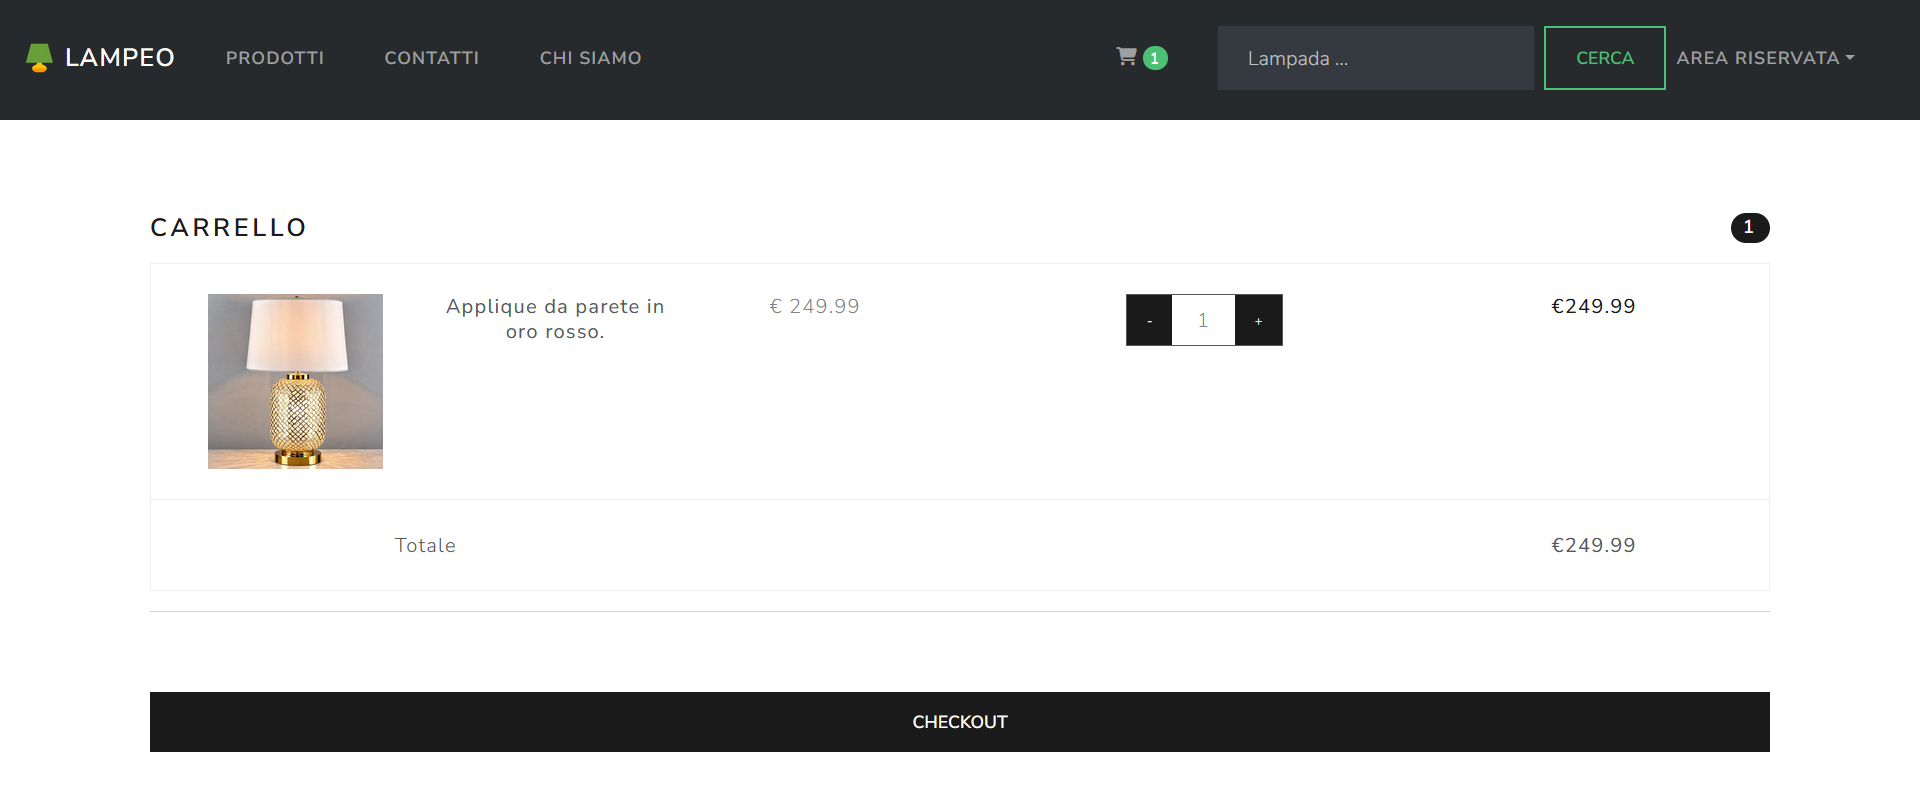 LAMPEO PRODOTTI CONTATTI CHI SIAMO 1 Lampada ... CERCA AREA RISERVATA
CARRELLO 1
Applique da parete in € 249.99 - 1 + €249.99
oro rosso.
Totale €249.99
CHECKOUT